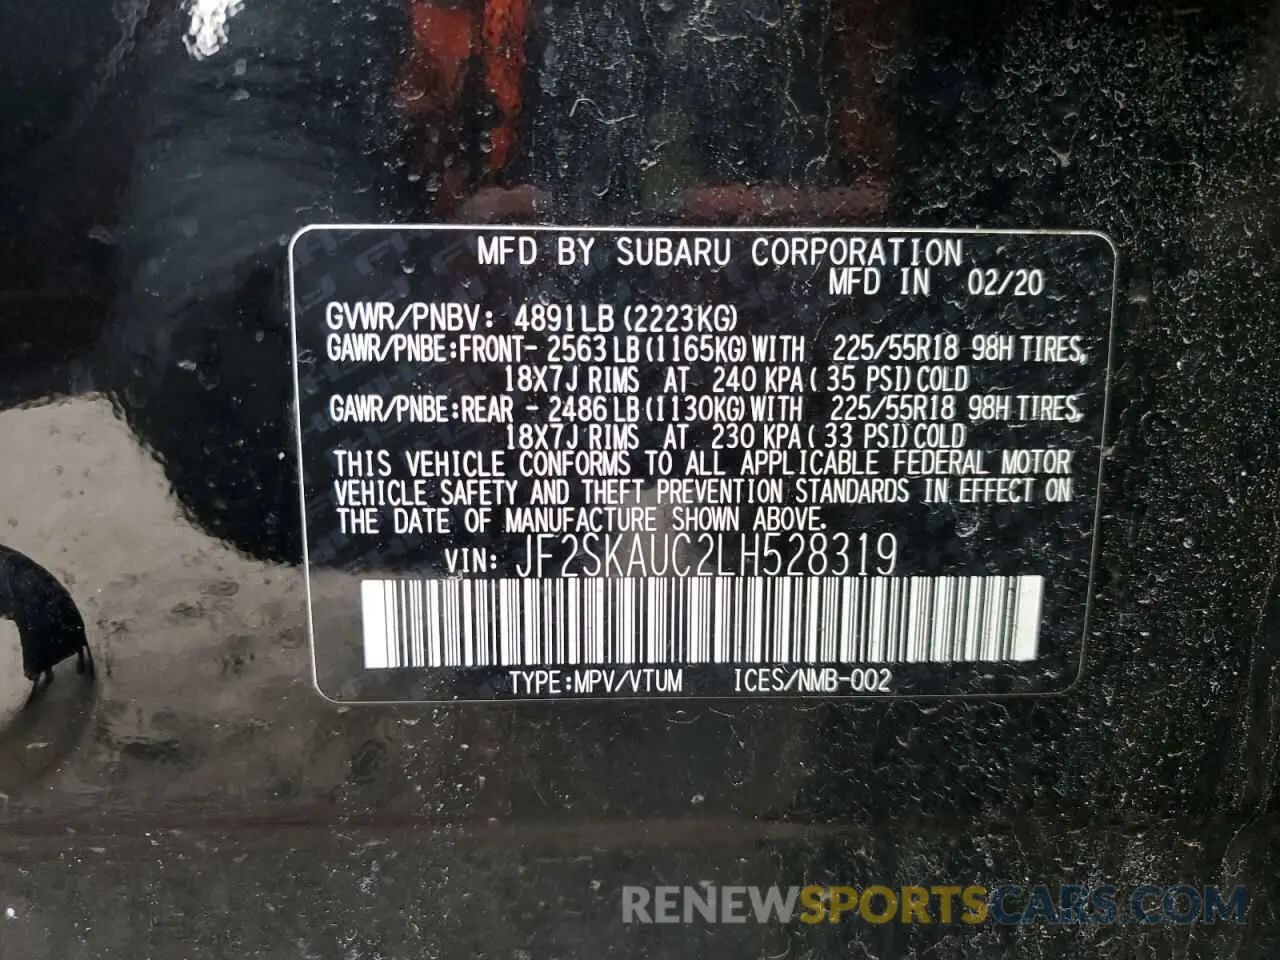 MFD BY SUBARU CORPORATION
MFD IN 02/20
GVWR/PNBV: 4891LB (2223KG)
GAWR/PNBE:FRONT- 2563 LB (1165KG) WITH 225/55R18 98H TIRES,
18X7J RIMS AT 240 KPA ( 35 PSI) COLD
GAWR/PNBE:REAR - 2486 LB (1130KG) WITH 225/55R18 98H TIRES,
18X7J RIMS AT 230 KPA ( 33 PSI) COLD
THIS VEHICLE CONFORMS TO ALL APPLICABLE FEDERAL MOTOR
VEHICLE SAFETY AND THEFT PREVENTION STANDARDS IN EFFECT ON
THE DATE OF MANUFACTURE SHOWN ABOVE.
VIN: JF2SKAUC2LH528319
TYPE:MPV/VTUM ICES/NMB-002
RENEWSPORTSCARS.COM